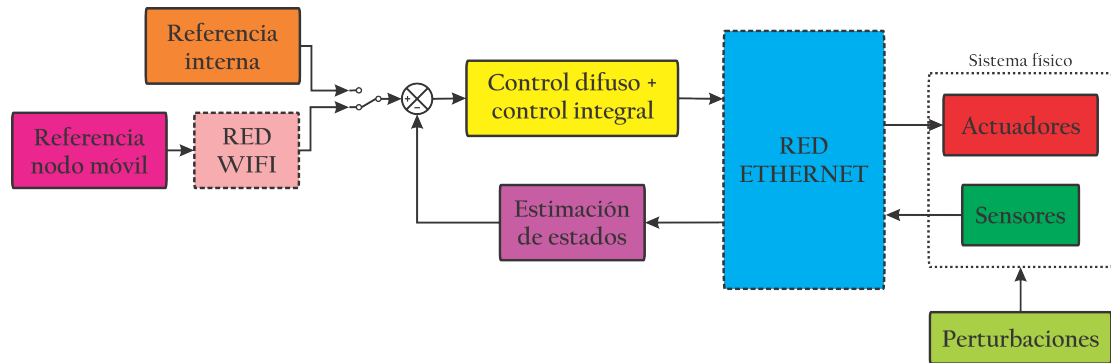 Referencia
interna
Referencia
nodo móvil
RED
WIFI
+
−
Control difuso +
control integral
Estimación
de estados
RED
ETHERNET
Sistema físico
Actuadores
Sensores
Perturbaciones